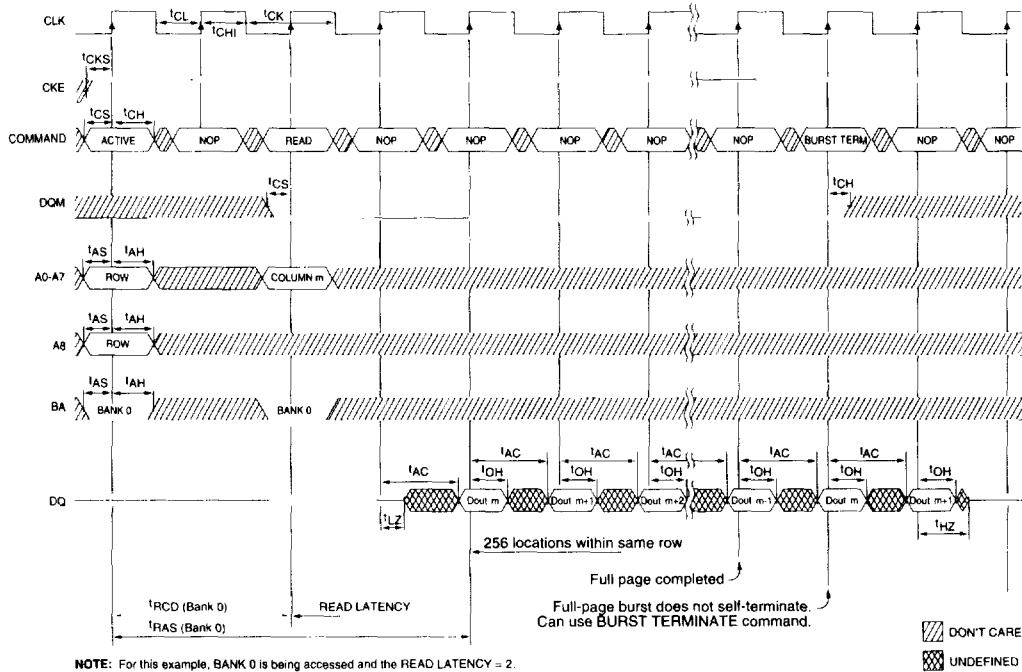 CLK
tCL
tCHI
tCK
tCKS
CKE
tCS
tCH
COMMAND
ACTIVE
NOP
READ
NOP
NOP
NOP
NOP
NOP
BURST TERM
NOP
NOP
tCS
tCH
DQM
tAS
tAH
A0-A7
ROW
COLUMN m
tAS
tAH
A8
ROW
tAS
tAH
BA
BANK 0
BANK 0
tAC
tAC
tAC
tAC
tAC
tAC
tOH
tOH
tOH
tOH
tOH
tOH
DQ
Dout m
Dout m+1
Dout m+2
Dout m-1
Dout m
Dout m+1
tLZ
tHZ
256 locations within same row
Full page completed
Full-page burst does not self-terminate.
Can use BURST TERMINATE command.
tRCD (Bank 0)
READ LATENCY
tRAS (Bank 0)
DON'T CARE
UNDEFINED
NOTE: For this example, BANK 0 is being accessed and the READ LATENCY = 2.